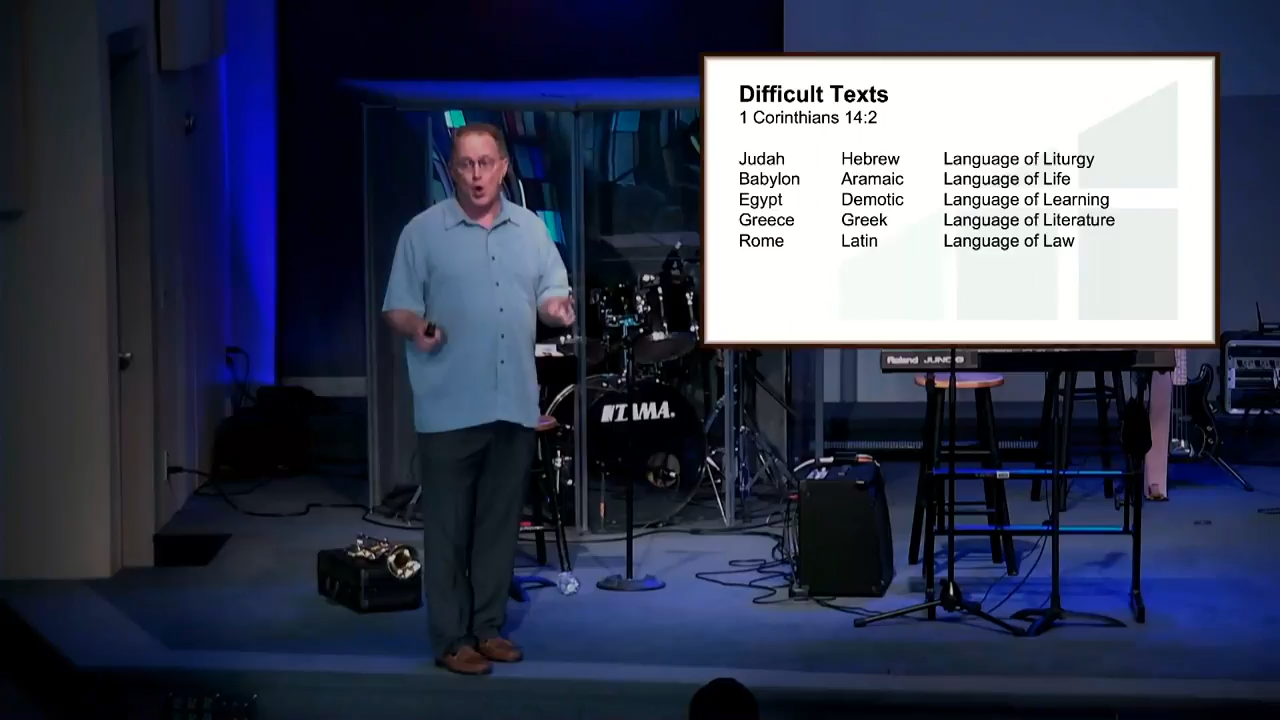 Difficult Texts
1 Corinthians 14:2
Judah Hebrew Language of Liturgy
Babylon Aramaic Language of Life
Egypt Demotic Language of Learning
Greece Greek Language of Literature
Rome Latin Language of Law
Roland JUNO
TAMA.